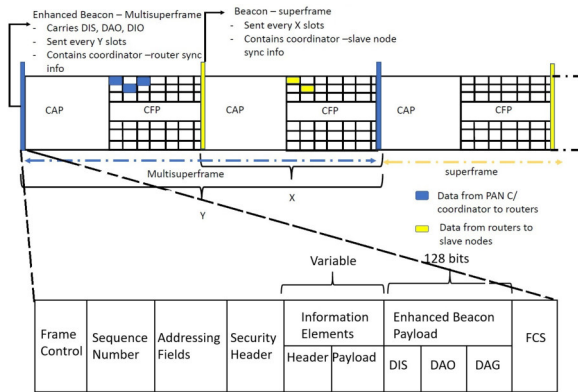 Enhanced Beacon – Multisuperframe
- Carries DIS, DAO, DIO
- Sent every Y slots
- Contains coordinator –router sync
info
Beacon – superframe
- Sent every X slots
- Contains coordinator –slave node
sync info
CAP
CFP
CAP
CFP
CAP
CFP
Multisuperframe
X
superframe
Y
Data from PAN C/
coordinator to routers
Data from routers to
slave nodes
Variable
128 bits
Frame
Control
Sequence
Number
Addressing
Fields
Security
Header
Information
Elements
Header
Payload
Enhanced Beacon
Payload
DIS
DAO
DAG
FCS